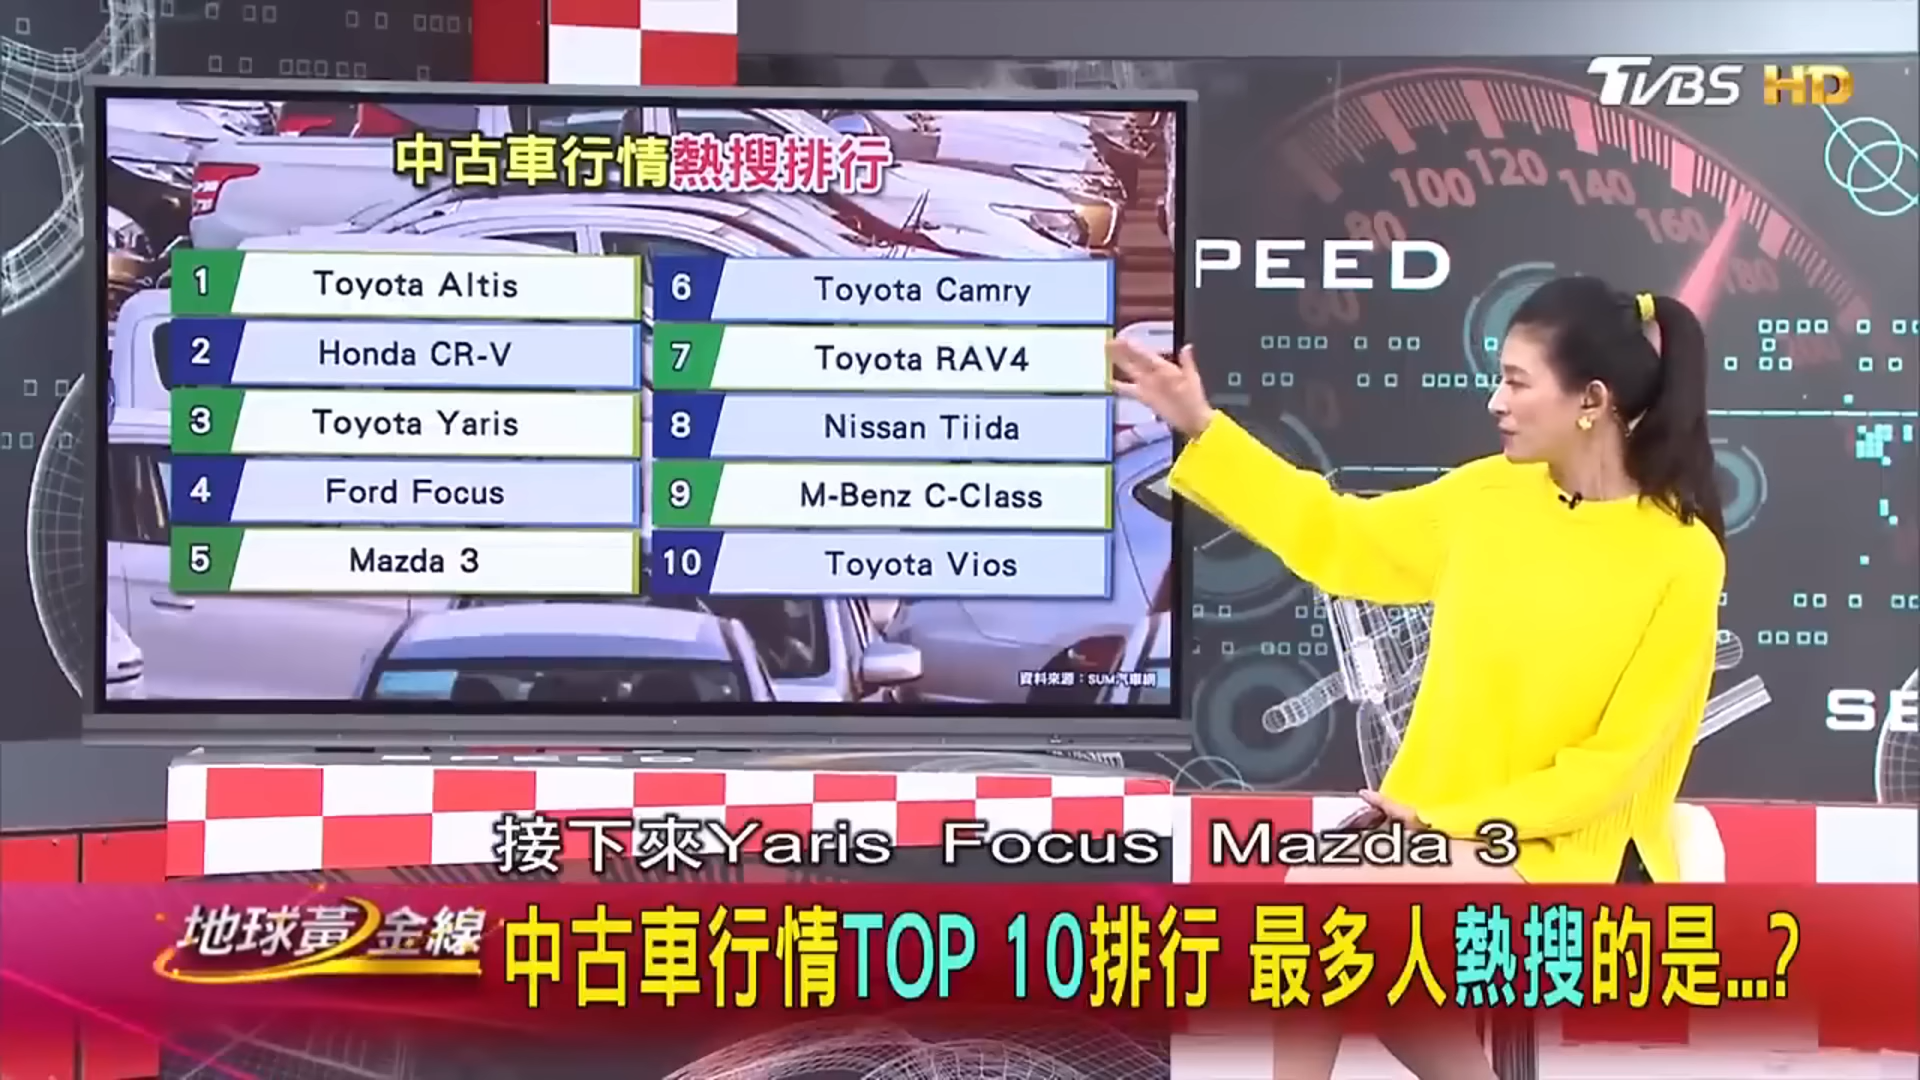 TVBS HD
中古車行情熱搜排行
1 Toyota Altis
2 Honda CR-V
3 Toyota Yaris
4 Ford Focus
5 Mazda 3
6 Toyota Camry
7 Toyota RAV4
8 Nissan Tiida
9 M-Benz C-Class
10 Toyota Vios
資料來源：SUM汽車網
80 100 120 140 160 180
60
PEED
SE
接下來Yaris Focus Mazda 3
地球黃金線
中古車行情TOP 10排行 最多人熱搜的是...?